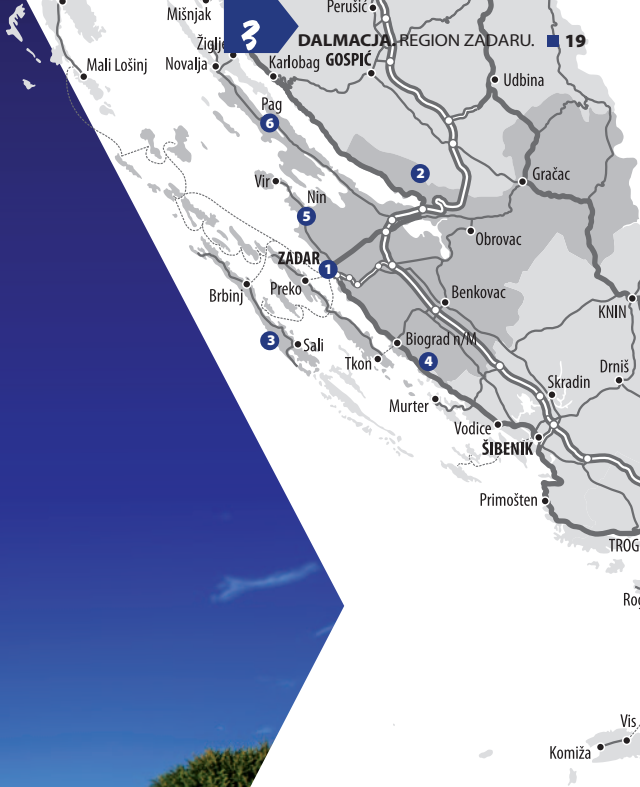 Perušić
Mišnjak
3
DALMACJA. REGION ZADARU. 19
Mali Lošinj
Novalja
Karlobag
GOSPIĆ
Udbina
Pag
6
2
Gračac
Vir
Nin
5
Obrovac
ZADAR
1
Brbinj
Preko
Benkovac
KNIN
3
Sali
Biograd n/M
Tkon
4
Drniš
Skradin
Murter
Vodice
ŠIBENIK
Primošten
TROG
Vis
Komiža